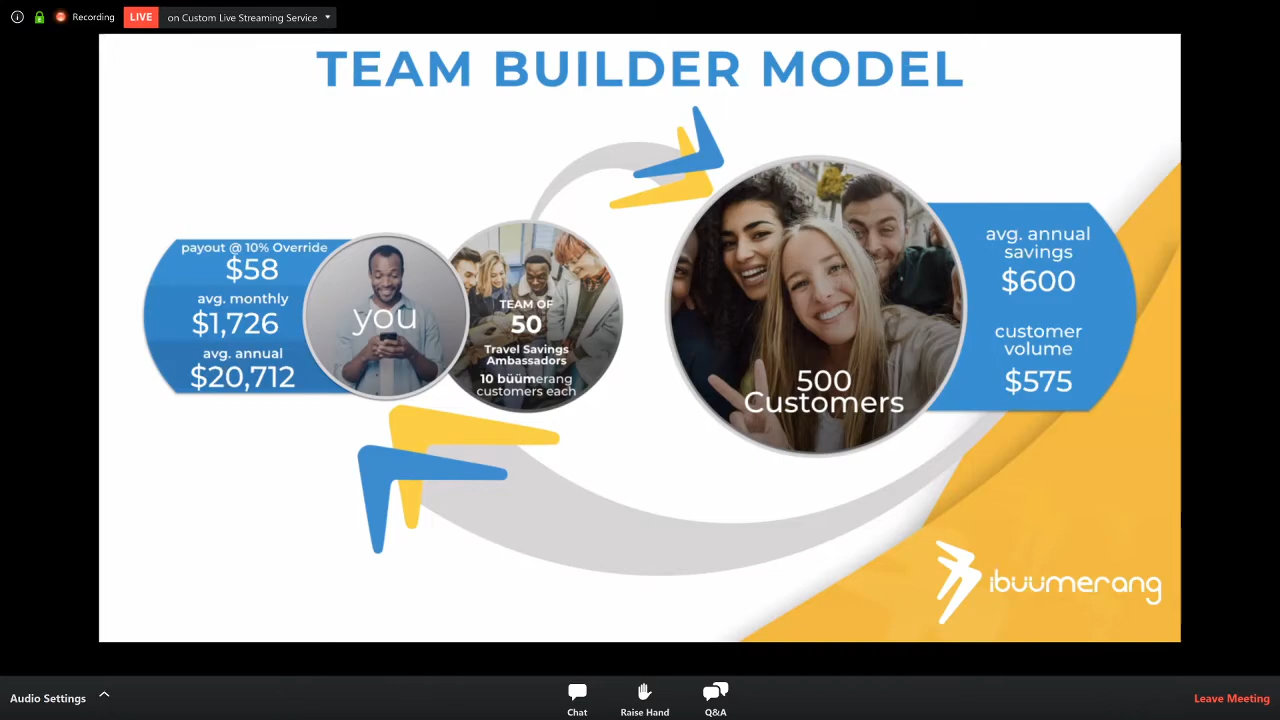 Recording
LIVE
on Custom Live Streaming Service
TEAM BUILDER MODEL
payout @ 10% Override
$58
avg. monthly
$1,726
avg. annual
$20,712
you
TEAM OF
50
Travel Savings
Ambassadors
10 büümerang
customers each
500
Customers
avg. annual
savings
$600
customer
volume
$575
ibuumerang
Audio Settings
Chat
Raise Hand
Q&A
Leave Meeting